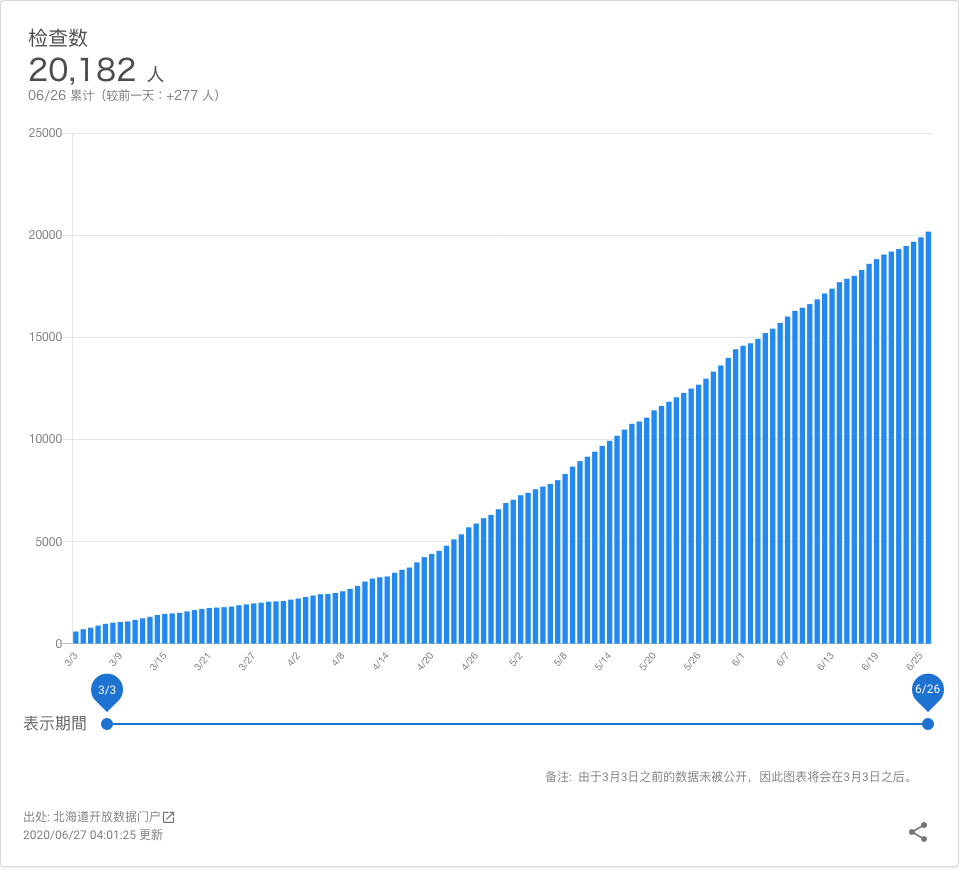 检查数
20,182 人
06/26 累计（较前一天：+277 人）
25000
20000
15000
10000
5000
0
3/3 3/9 3/15 3/21 3/27 4/2 4/8 4/14 4/20 4/26 5/2 5/8 5/14 5/20 5/26 6/1 6/7 6/13 6/19 6/25
3/3 6/26
表示期間
备注: 由于3月3日之前的数据未被公开，因此图表将会在3月3日之后。
出处: 北海道开放数据门户
2020/06/27 04:01:25 更新